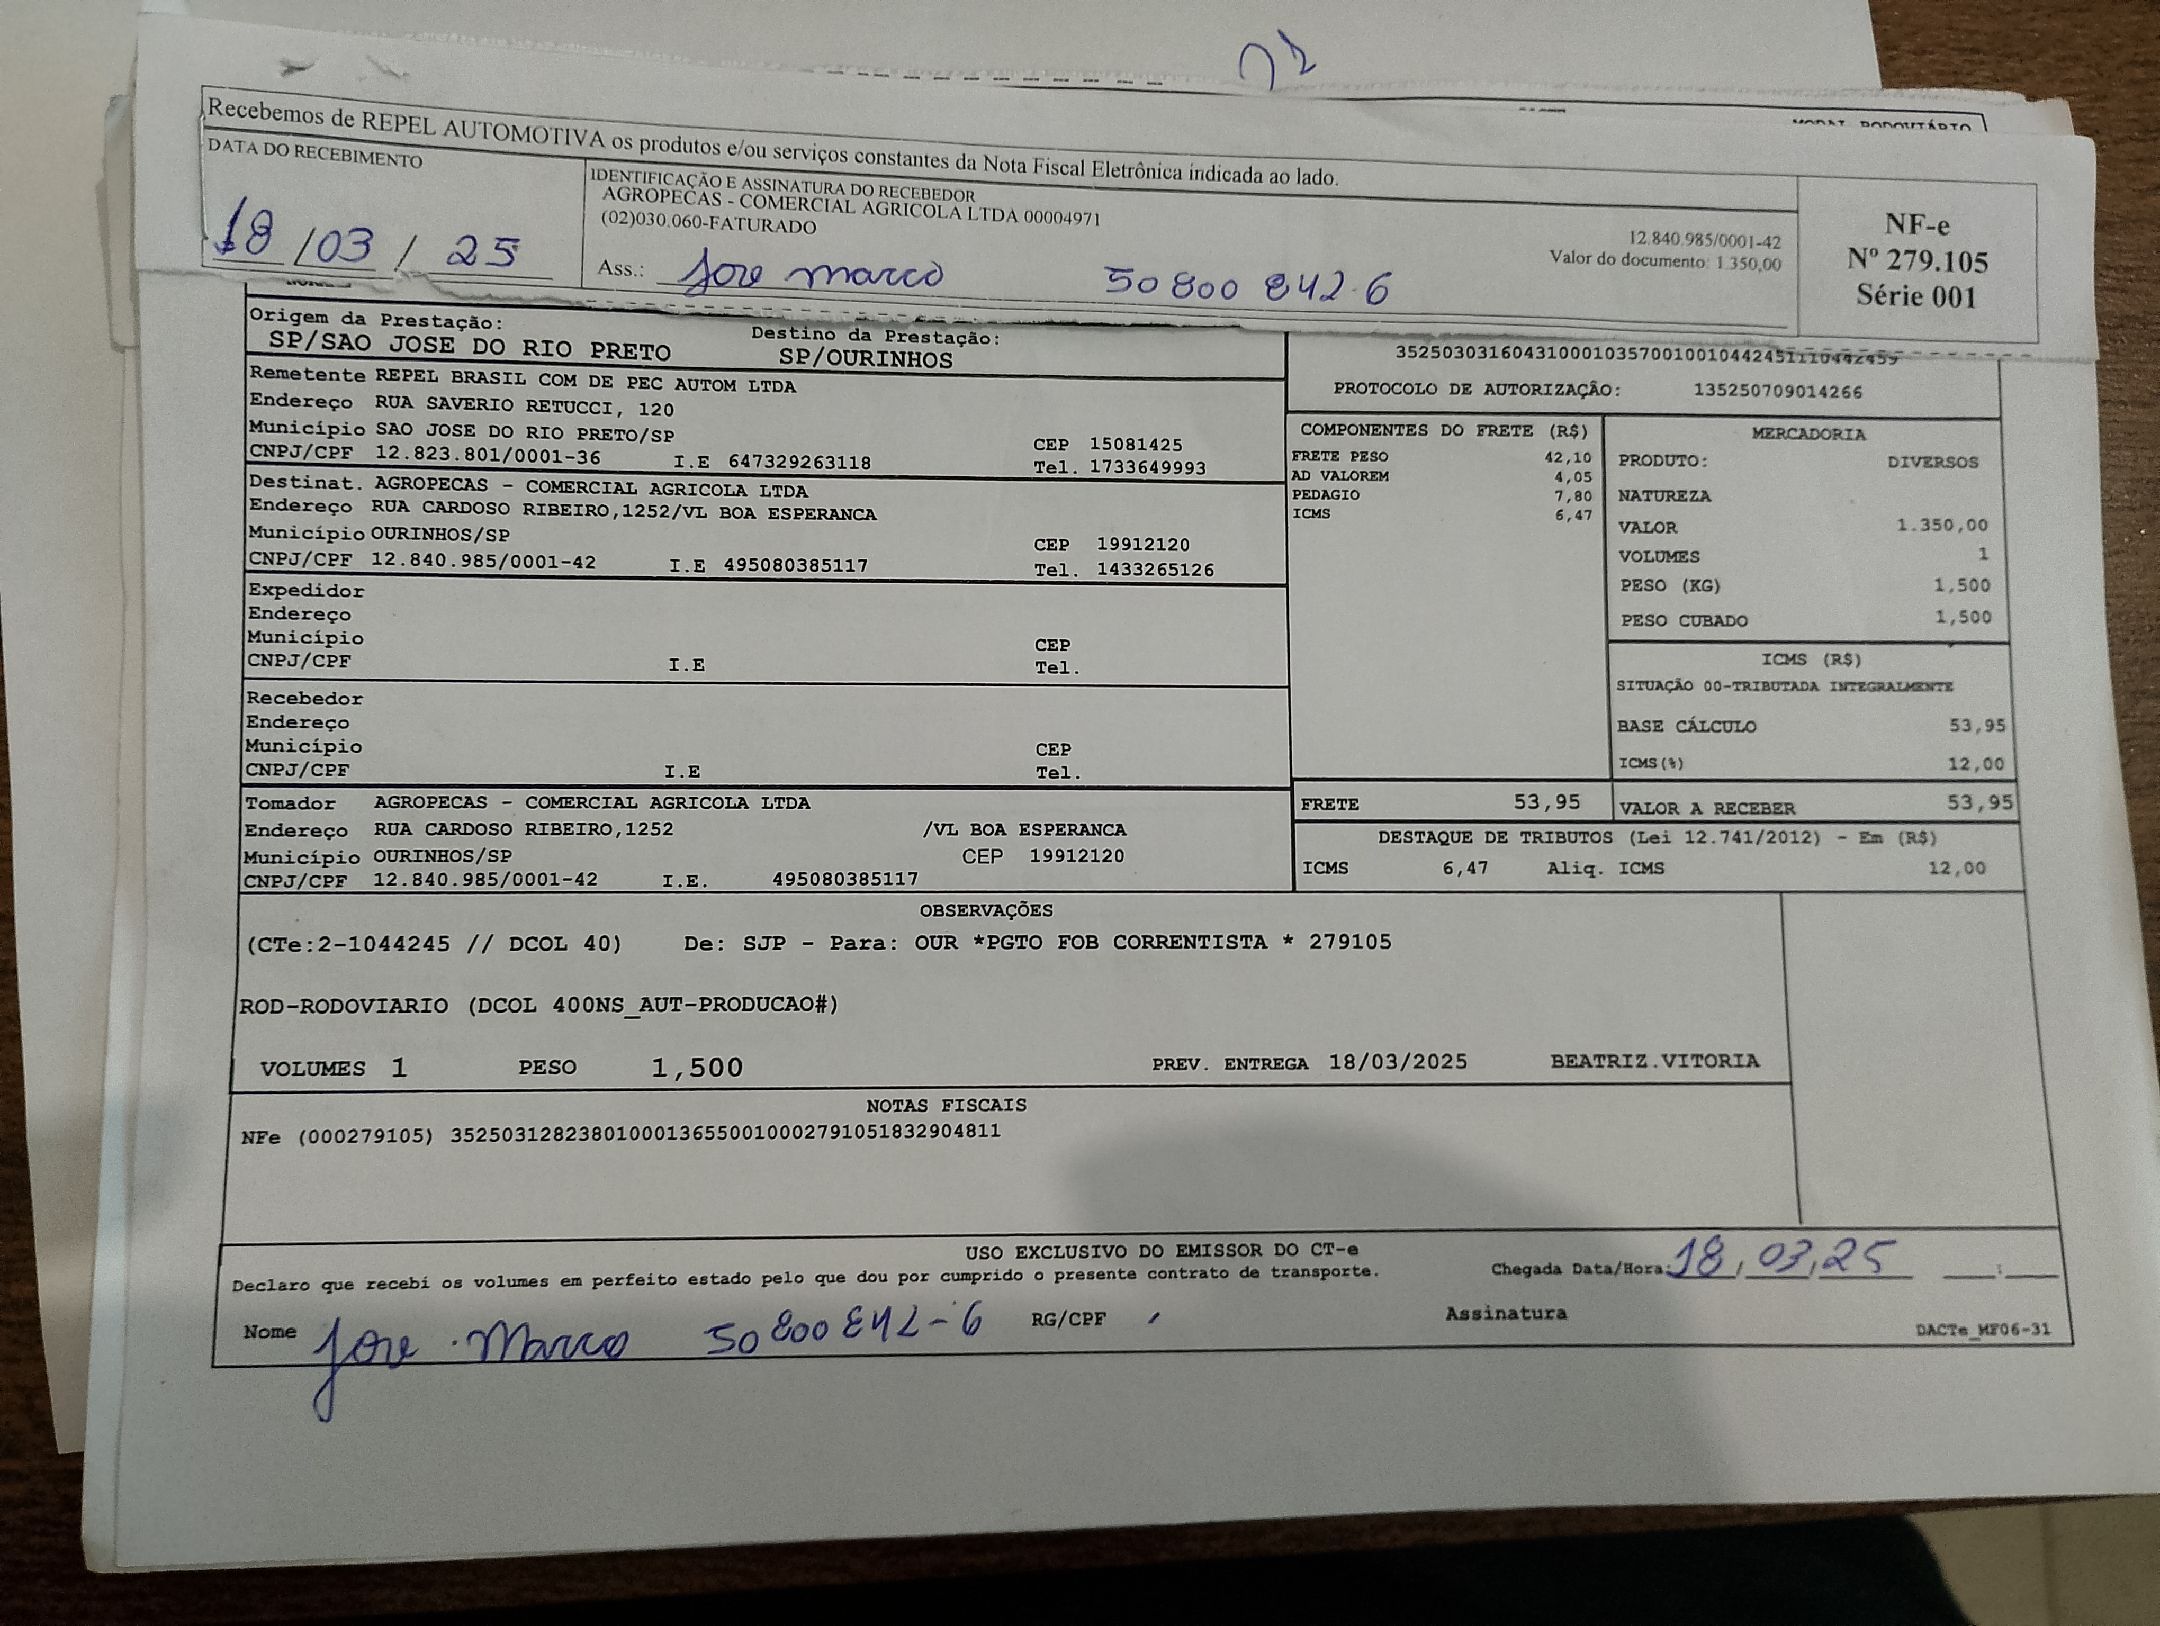 Recebemos de REPEL AUTOMOTIVA os produtos e/ou serviços constantes da Nota Fiscal Eletrônica indicada ao lado.
DATA DO RECEBIMENTO
18/03/25
IDENTIFICAÇÃO E ASSINATURA DO RECEBEDOR
AGROPECAS - COMERCIAL AGRICOLA LTDA 00004971
(02)030.060-FATURADO
12.840.985/0001-42
Valor do documento: 1.350,00
Ass.: Jose Marco 50 800 842 6
NF-e
Nº 279.105
Série 001
Origem da Prestação:
SP/SAO JOSE DO RIO PRETO
Destino da Prestação:
SP/OURINHOS
35250303160431000103570010010442451110442459
PROTOCOLO DE AUTORIZAÇÃO: 135250709014266
Remetente REPEL BRASIL COM DE PEC AUTOM LTDA
Endereço RUA SAVERIO RETUCCI, 120
Município SAO JOSE DO RIO PRETO/SP CEP 15081425
CNPJ/CPF 12.823.801/0001-36 I.E 647329263118 Tel. 1733649993
Destinat. AGROPECAS - COMERCIAL AGRICOLA LTDA
Endereço RUA CARDOSO RIBEIRO,1252/VL BOA ESPERANCA
Município OURINHOS/SP CEP 19912120
CNPJ/CPF 12.840.985/0001-42 I.E 495080385117 Tel. 1433265126
Expedidor
Endereço
Município CEP
CNPJ/CPF I.E Tel.
Recebedor
Endereço
Município CEP
CNPJ/CPF I.E Tel.
Tomador AGROPECAS - COMERCIAL AGRICOLA LTDA
Endereço RUA CARDOSO RIBEIRO,1252 /VL BOA ESPERANCA
Município OURINHOS/SP CEP 19912120
CNPJ/CPF 12.840.985/0001-42 I.E. 495080385117
COMPONENTES DO FRETE (R$)
FRETE PESO 42,10
AD VALOREM 4,05
PEDAGIO 7,80
ICMS 6,47
MERCADORIA
PRODUTO: DIVERSOS
NATUREZA
VALOR 1.350,00
VOLUMES 1
PESO (KG) 1,500
PESO CUBADO 1,500
ICMS (R$)
SITUAÇÃO 00-TRIBUTADA INTEGRALMENTE
BASE CÁLCULO 53,95
ICMS(%) 12,00
FRETE 53,95 VALOR A RECEBER 53,95
DESTAQUE DE TRIBUTOS (Lei 12.741/2012) - Em (R$)
ICMS 6,47 Aliq. ICMS 12,00
OBSERVAÇÕES
(CTe:2-1044245 // DCOL 40) De: SJP - Para: OUR *PGTO FOB CORRENTISTA * 279105
ROD-RODOVIARIO (DCOL 400NS_AUT-PRODUCAO#)
VOLUMES 1 PESO 1,500 PREV. ENTREGA 18/03/2025 BEATRIZ.VITORIA
NOTAS FISCAIS
NFe (000279105) 35250312823801000136550010002791051832904811
USO EXCLUSIVO DO EMISSOR DO CT-e
Declaro que recebi os volumes em perfeito estado pelo que dou por cumprido o presente contrato de transporte. Chegada Data/Hora: 18,03,25
Nome Jose Marco 50 800 842-6 RG/CPF Assinatura
DACTe_MF06-31